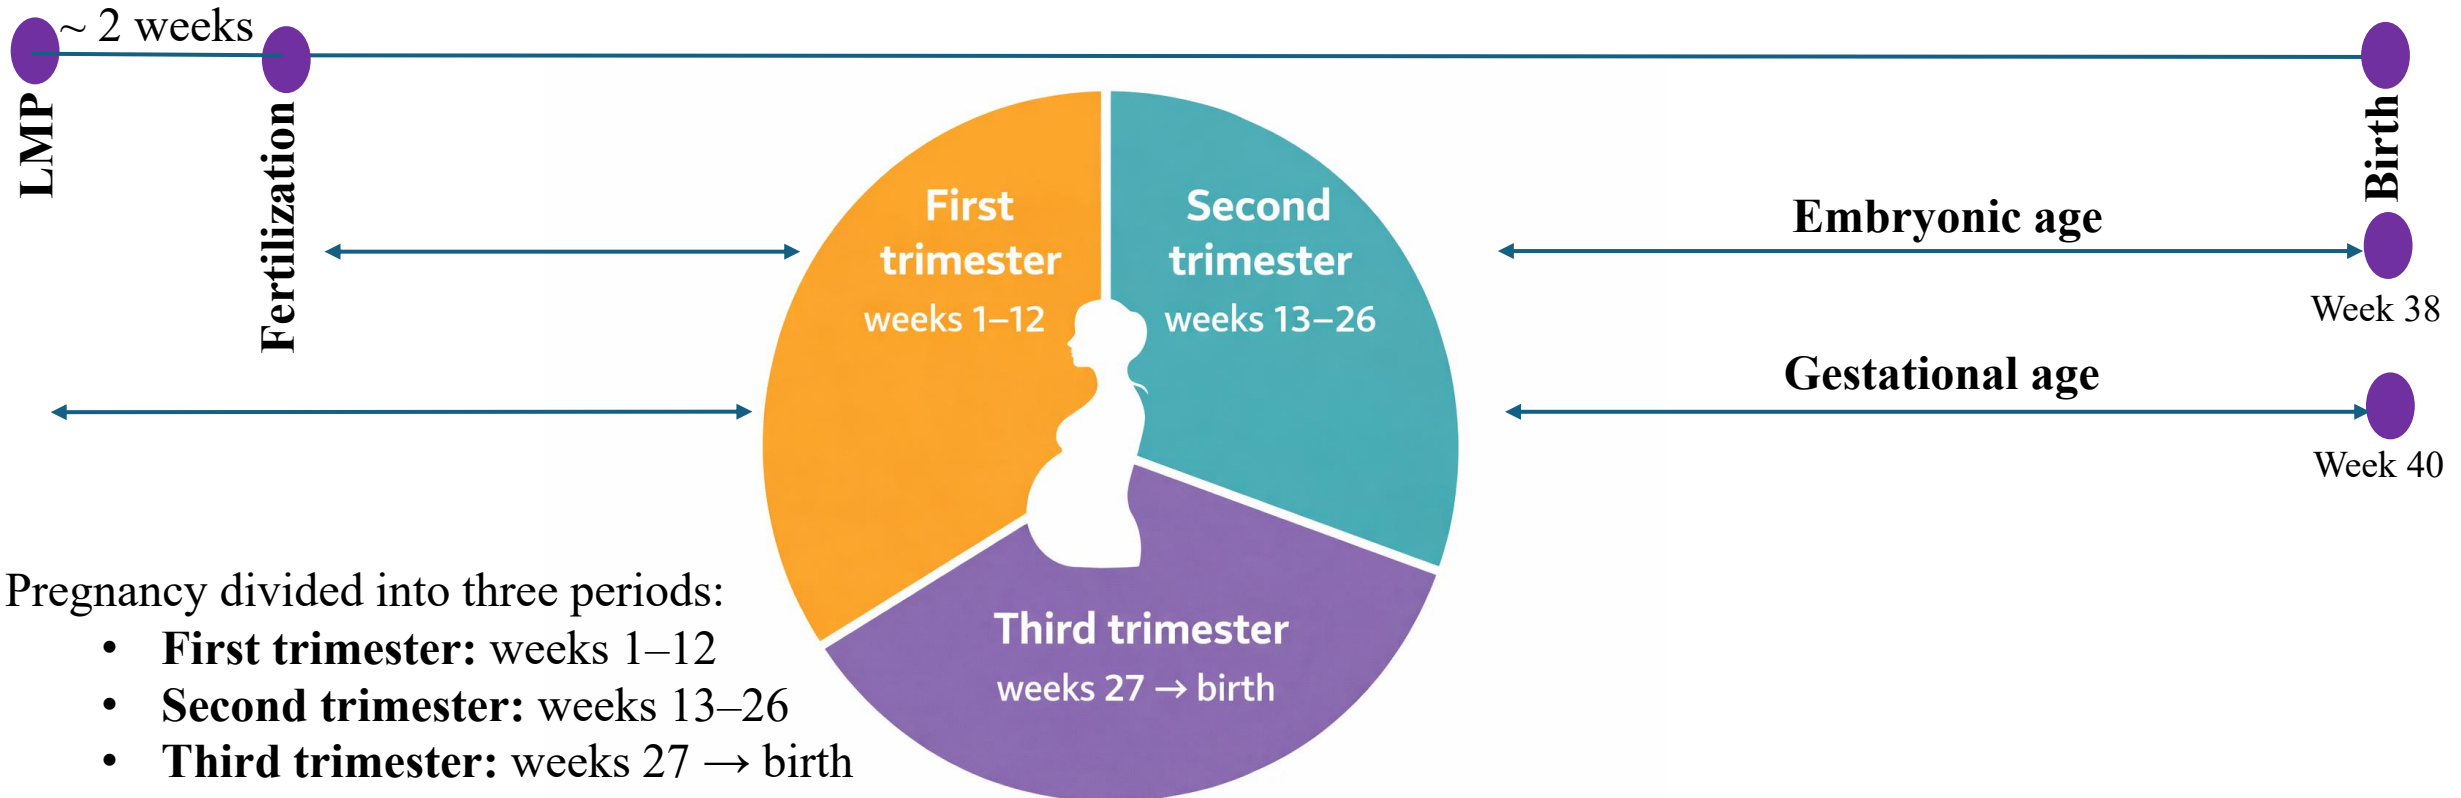 ~ 2 weeks
LMP
Fertilization
Birth
First
trimester
weeks 1–12
Second
trimester
weeks 13–26
Third trimester
weeks 27 → birth
Embryonic age
Week 38
Gestational age
Week 40
Pregnancy divided into three periods:
• First trimester: weeks 1–12
• Second trimester: weeks 13–26
• Third trimester: weeks 27 → birth